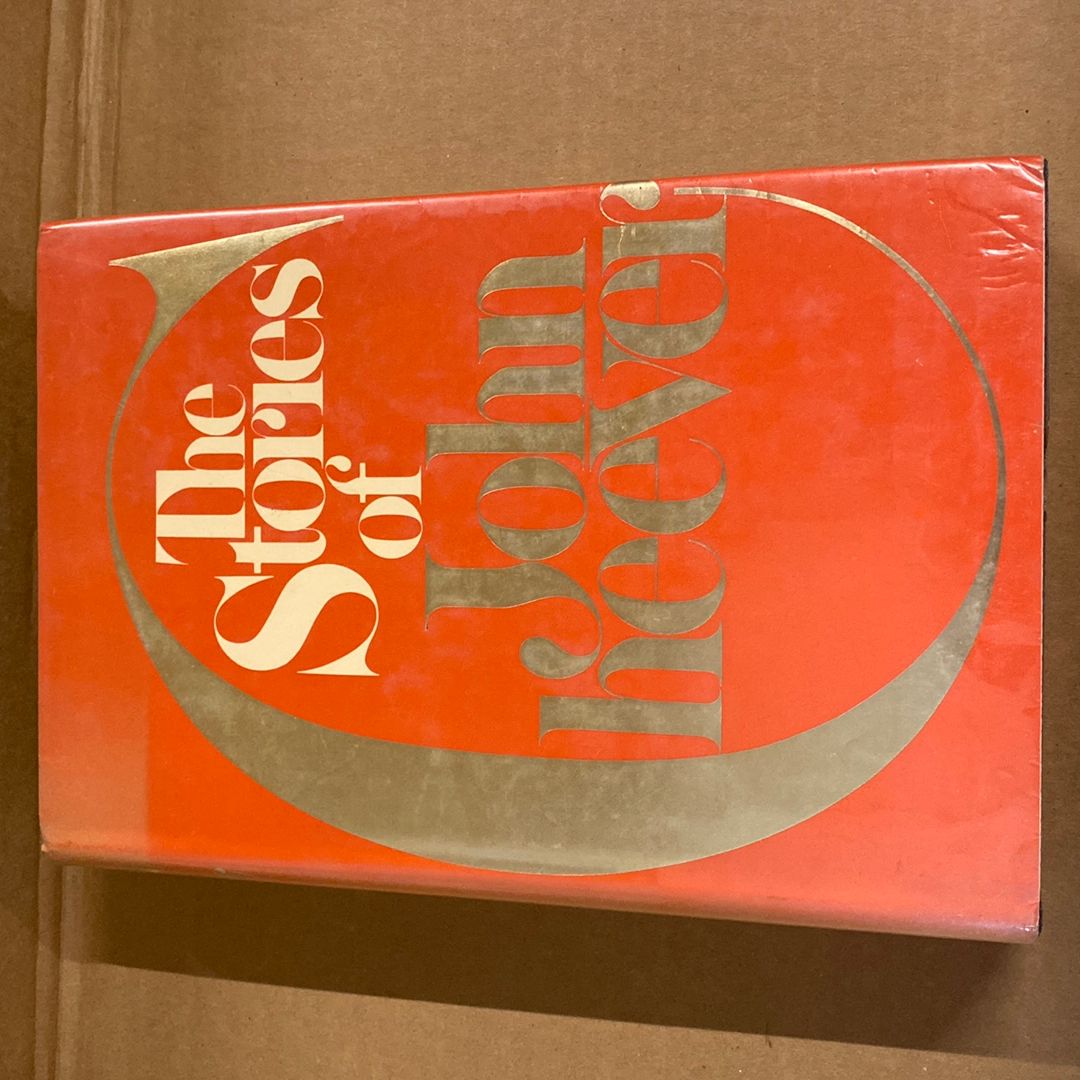 The
Stories
of
John
Cheever